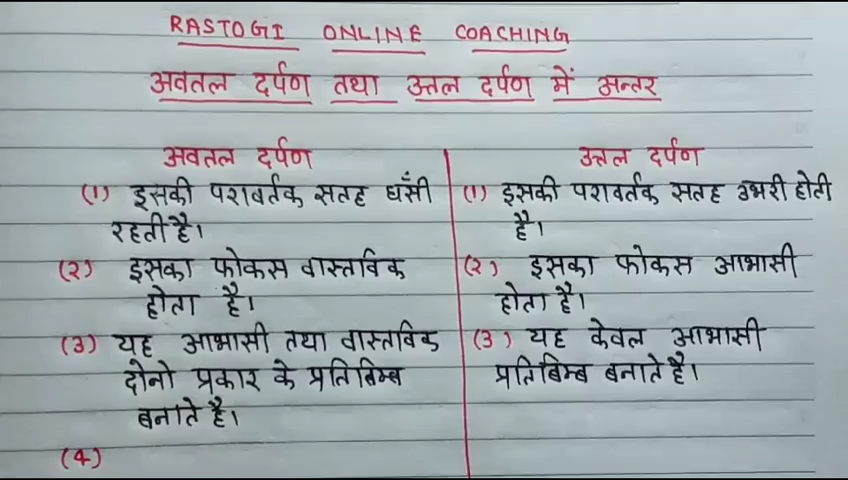 RASTOGI ONLINE COACHING
अवतल दर्पण तथा उत्तल दर्पण में अन्तर
अवतल दर्पण
(1) इसकी परावर्तक सतह धँसी
रहती है।
(2) इसका फोकस वास्तविक
होता है।
(3) यह आभासी तथा वास्तविक
दोनो प्रकार के प्रतिबिम्ब
बनाते है।
(4)
उत्तल दर्पण
(1) इसकी परावर्तक सतह उभरी होती
है।
(2) इसका फोकस आभासी
होता है।
(3) यह केवल आभासी
प्रतिबिम्ब बनाते है।